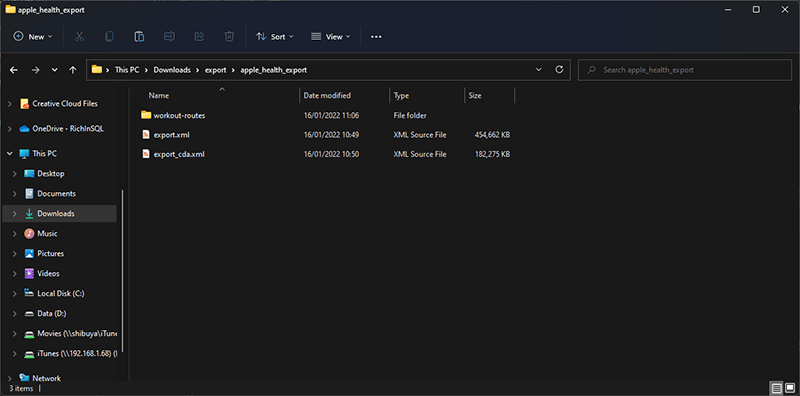 apple_health_export
New
Sort
View
This PC > Downloads > export > apple_health_export
Search apple_health_export
Name Date modified Type Size
workout-routes 16/01/2022 11:06 File folder
export.xml 16/01/2022 10:49 XML Source File 454,662 KB
export_cda.xml 16/01/2022 10:50 XML Source File 182,275 KB
Creative Cloud Files
OneDrive - RichInSQL
This PC
Desktop
Documents
Downloads
Music
Pictures
Videos
Local Disk (C:)
Data (D:)
Movies (\\shibuya\iTune
iTunes (\\192.168.1.68) (
Network
3 items